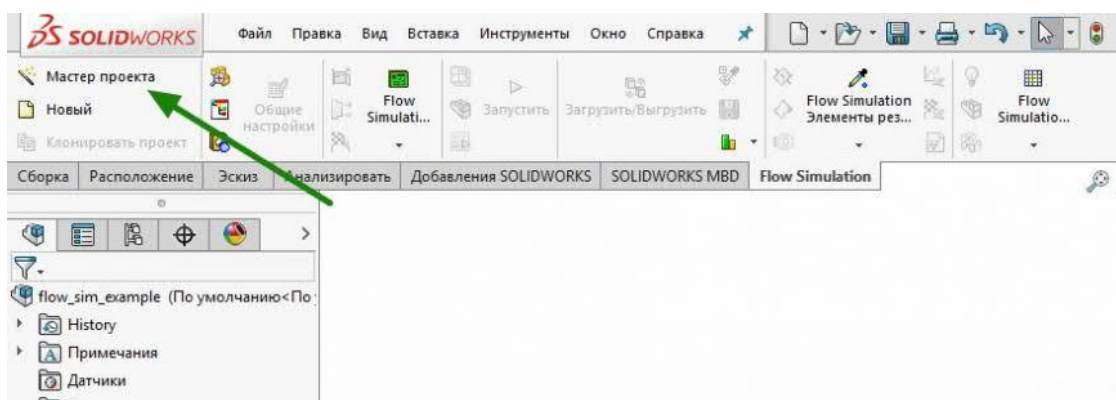 SOLIDWORKS Файл Правка Вид Вставка Инструменты Окно Справка
Мастер проекта
Новый
Клонировать проект
Общие настройки
Flow Simulati...
Запустить
Загрузить/Выгрузить
Flow Simulation Элементы рез...
Flow Simulatio...
Сборка Расположение Эскиз Анализировать Добавления SOLIDWORKS SOLIDWORKS MBD Flow Simulation
flow_sim_example (По умолчанию<По
History
Примечания
Датчики